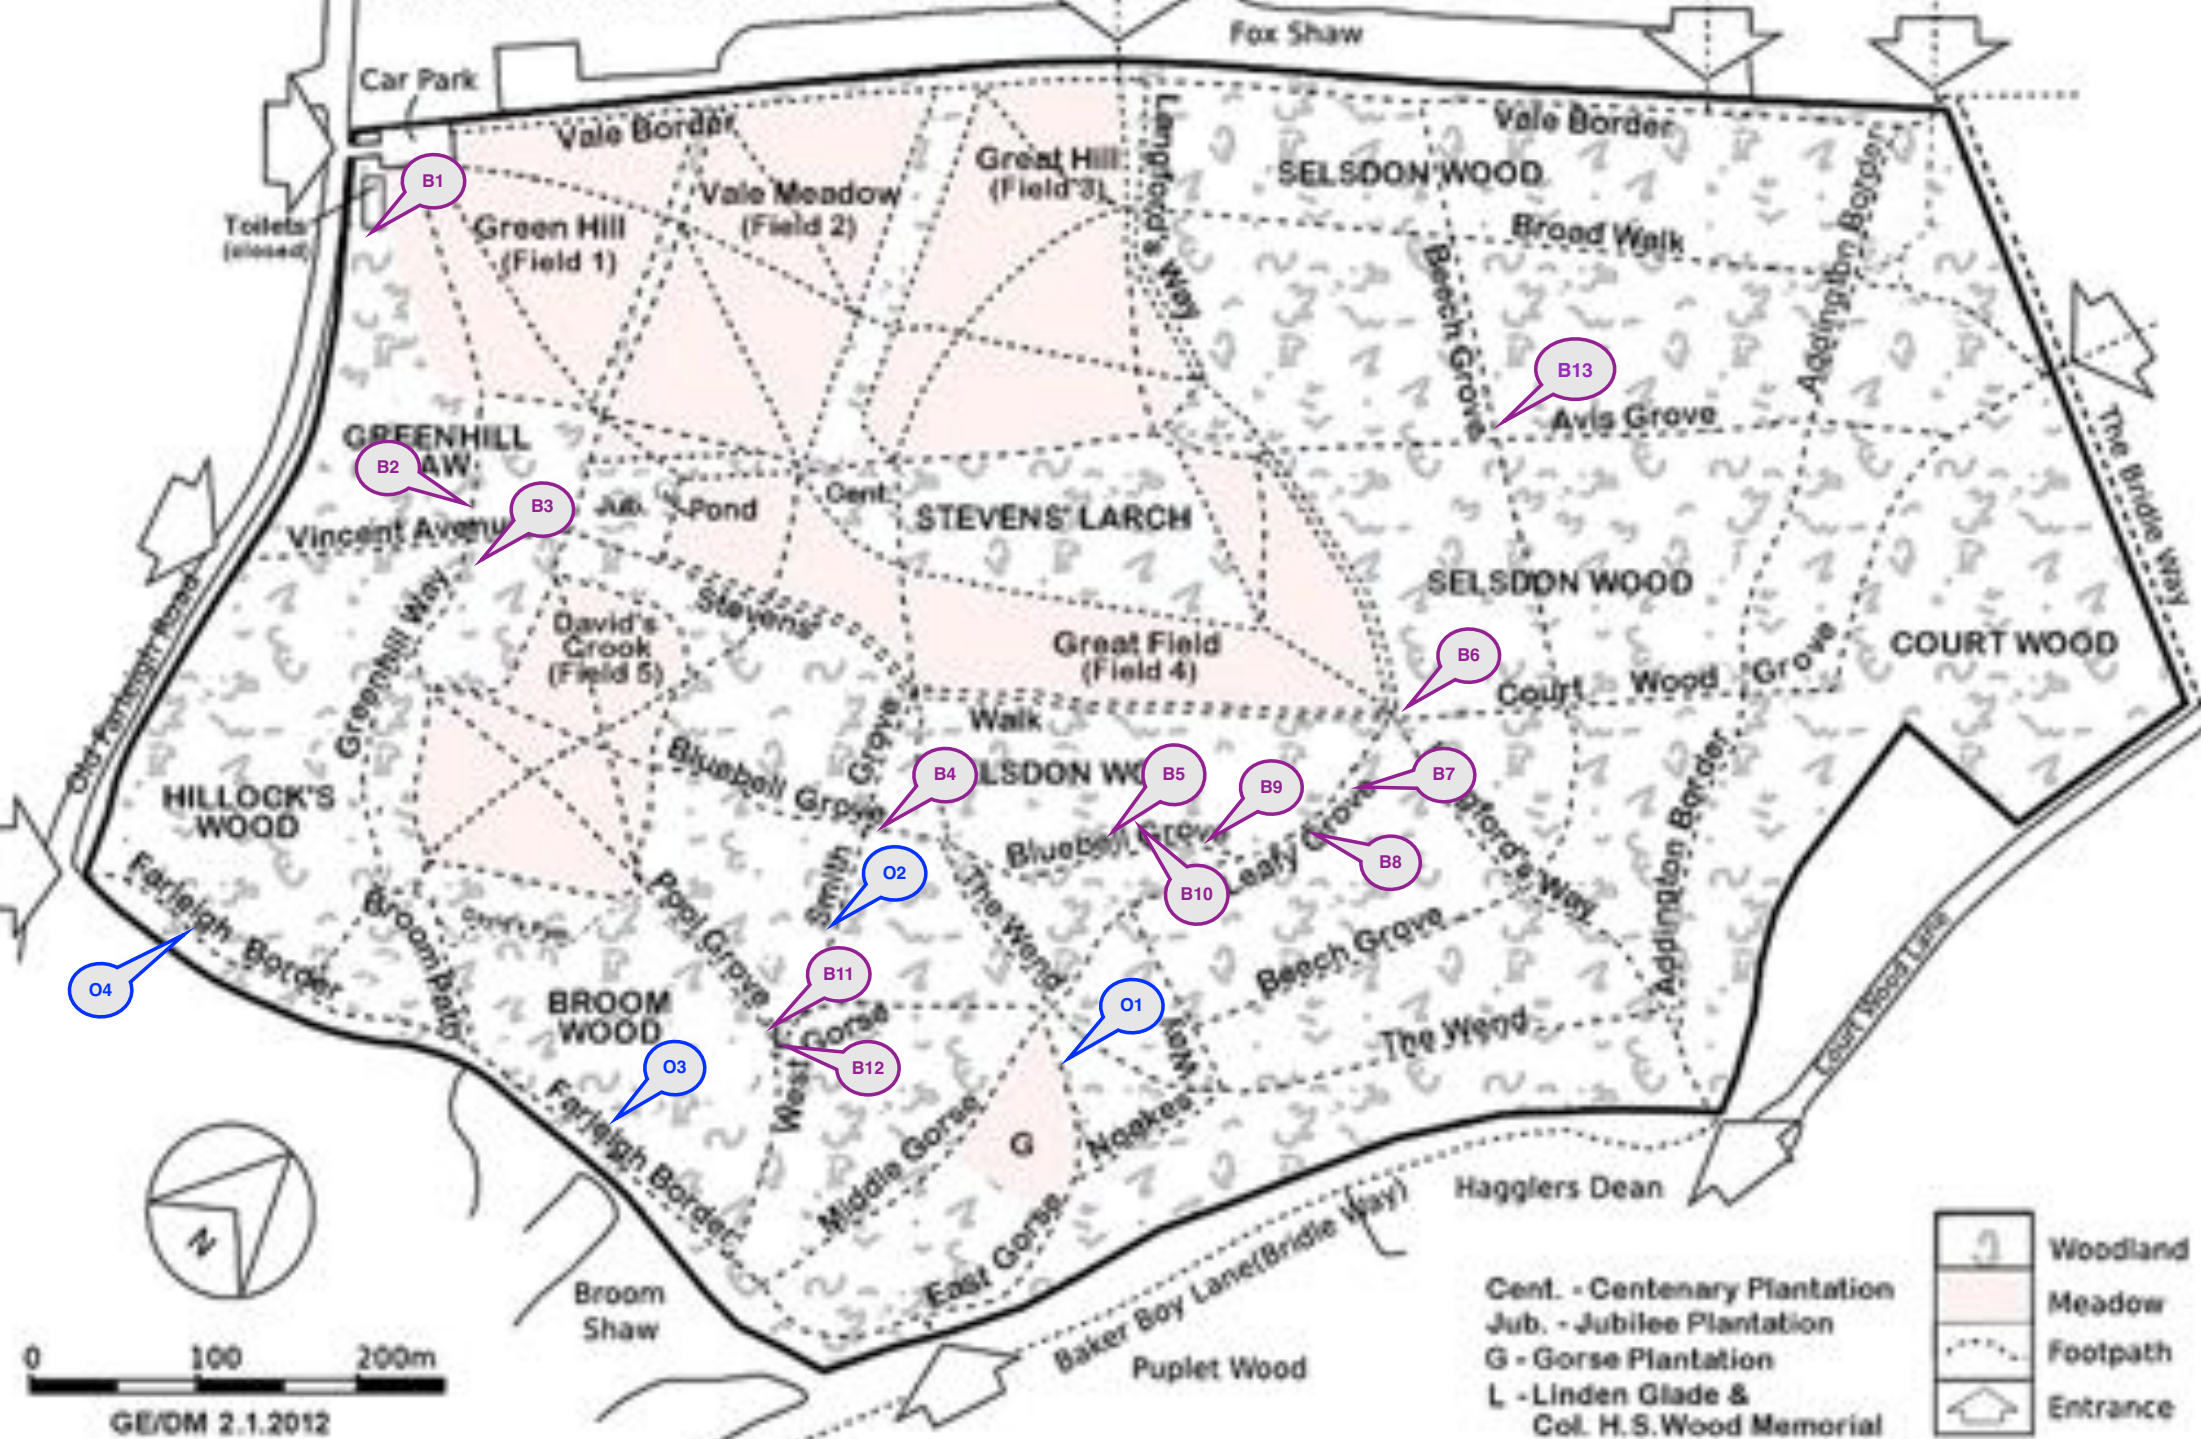 Fox Shaw
Car Park
Vale Border
Vale Border
Great Hill
(Field 3)
SELSDON WOOD
Langford's Way
Addington Border
B1
Vale Meadow
(Field 2)
Toilets
(closed)
Green Hill
(Field 1)
Broad Walk
Beech Grove
B13
Avis Grove
The Bridle Way
GREENHILL
AW
B2
B3
Jub.
Pond
Cent.
STEVENS' LARCH
Vincent Avenu
SELSDON WOOD
Old Farleigh Road
Greenhill Way
David's
Crook
(Field 5)
Stevens
Great Field
(Field 4)
B6
COURT WOOD
Court Wood Grove
Walk
Bluebell Grove
Smith Grove
B4
LSDON WO
B5
B9
B7
HILLOCK'S
WOOD
Bluebell Grove
Leafy Grove
B8
B10
gford's Way
Addington Border
O2
Farleigh Border
Broom Path
Pool Grove
The Wend
Beech Grove
O4
B11
BROOM
WOOD
West Gorse
O1
The Wend
Court Wood Lane
O3
B12
Farleigh Border
Middle Gorse
G
Noakes Way
East Gorse
Hagglers Dean
Baker Boy Lane(Bridle Way)
N
Broom
Shaw
Puplet Wood
0 100 200m
GE/DM 2.1.2012
Cent. - Centenary Plantation
Jub. - Jubilee Plantation
G - Gorse Plantation
L - Linden Glade &
Col. H.S.Wood Memorial
Woodland
Meadow
Footpath
Entrance